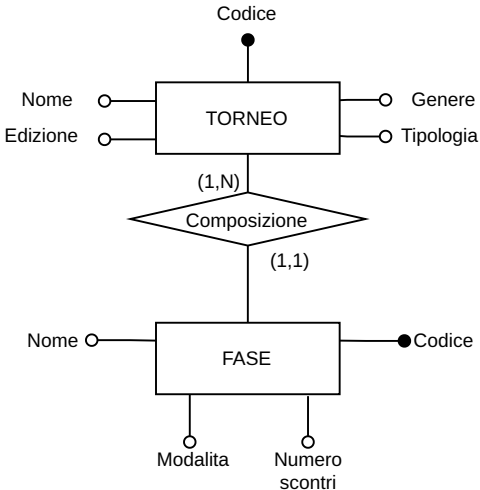 Codice
Nome
Genere
Edizione
TORNEO
Tipologia
(1,N)
Composizione
(1,1)
Nome
Codice
FASE
Modalita
Numero
scontri